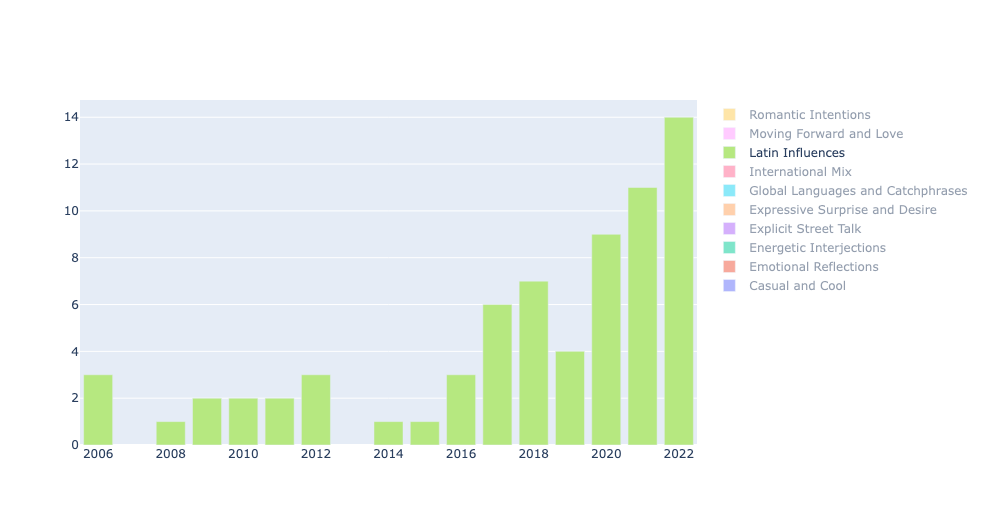 14
12
10
8
6
4
2
0
2006 2008 2010 2012 2014 2016 2018 2020 2022
Romantic Intentions
Moving Forward and Love
Latin Influences
International Mix
Global Languages and Catchphrases
Expressive Surprise and Desire
Explicit Street Talk
Energetic Interjections
Emotional Reflections
Casual and Cool